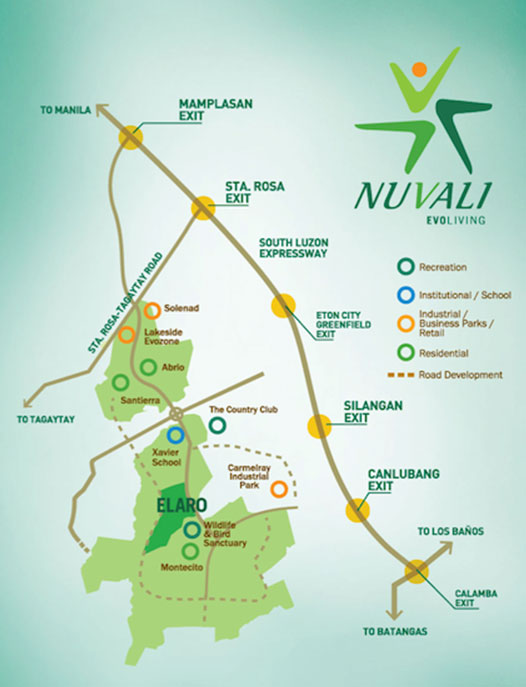 NUVALI
EVOLIVING
TO MANILA
MAMPLASAN
EXIT
STA. ROSA
EXIT
SOUTH LUZON
EXPRESSWAY
ETON CITY
GREENFIELD
EXIT
SILANGAN
EXIT
CANLUBANG
EXIT
TO LOS BAÑOS
CALAMBA
EXIT
TO BATANGAS
Recreation
Institutional / School
Industrial /
Business Parks /
Retail
Residential
Road Development
STA. ROSA-TAGAYTAY ROAD
TO TAGAYTAY
Solenad
Lakeside
Evozone
Abrio
Santierra
The Country Club
Xavier
School
Carmelray
Industrial
Park
ELARO
Wildlife
& Bird
Sanctuary
Montecito